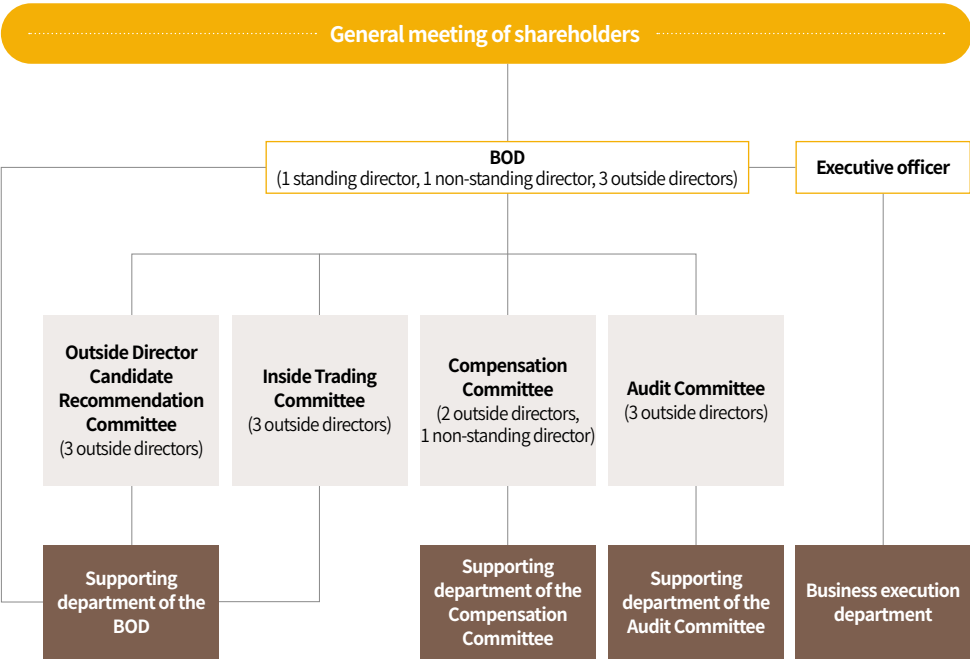 General meeting of shareholders
BOD
(1 standing director, 1 non-standing director, 3 outside directors)
Executive officer
Outside Director
Candidate
Recommendation
Committee
(3 outside directors)
Inside Trading
Committee
(3 outside directors)
Compensation
Committee
(2 outside directors,
1 non-standing director)
Audit Committee
(3 outside directors)
Supporting
department of the
BOD
Supporting
department of the
Compensation
Committee
Supporting
department of the
Audit Committee
Business execution
department